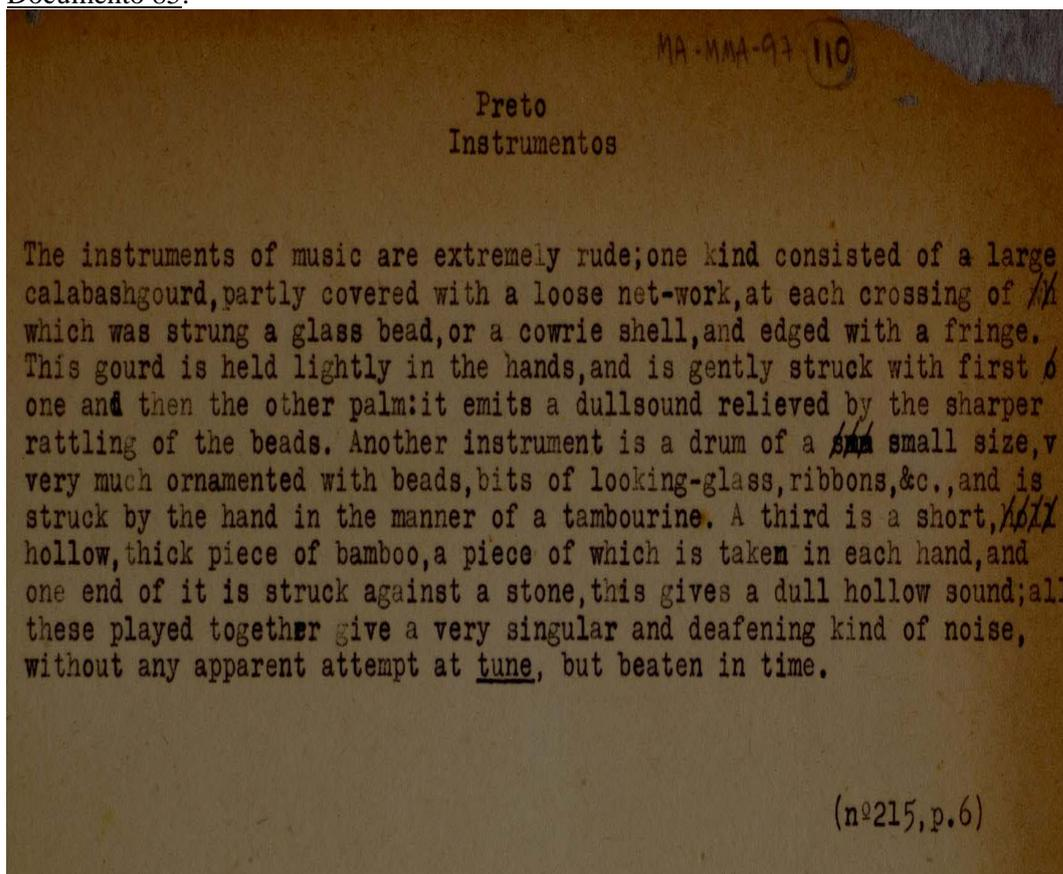 Documento 85:
MA-MMA-97 110
Preto
Instrumentos
The instruments of music are extremely rude;one kind consisted of a large
calabashgourd,partly covered with a loose net-work,at each crossing of
which was strung a glass bead,or a cowrie shell,and edged with a fringe.
This gourd is held lightly in the hands,and is gently struck with first
one and then the other palm:it emits a dullsound relieved by the sharper
rattling of the beads. Another instrument is a drum of a small size,v
very much ornamented with beads,bits of looking-glass,ribbons,&c.,and is
struck by the hand in the manner of a tambourine. A third is a short,
hollow,thick piece of bamboo,a piece of which is taken in each hand,and
one end of it is struck against a stone,this gives a dull hollow sound;all
these played together give a very singular and deafening kind of noise,
without any apparent attempt at tune, but beaten in time.
(nº215,p.6)